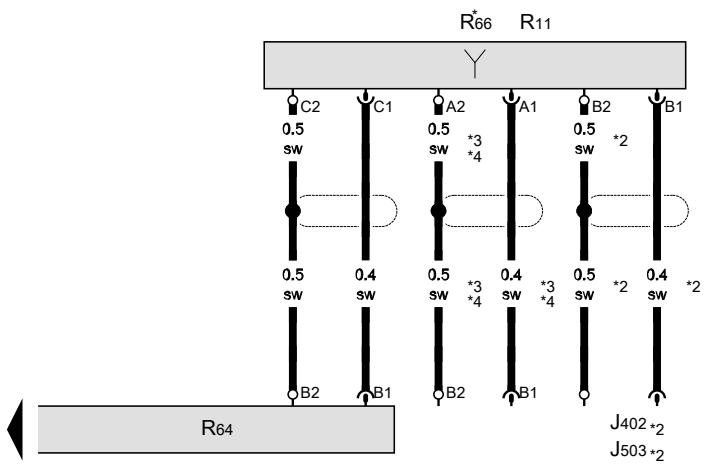 R*66 R11
C2 C1 A2 A1 B2 B1
0.5 0.5 *3 0.5 *2
sw sw *4 sw
0.5 0.4 0.5 *3 0.4 *3 0.5 *2 0.4 *2
sw sw sw *4 sw *4 sw sw
B2 B1 B2 B1
R64
J402 *2
J503 *2